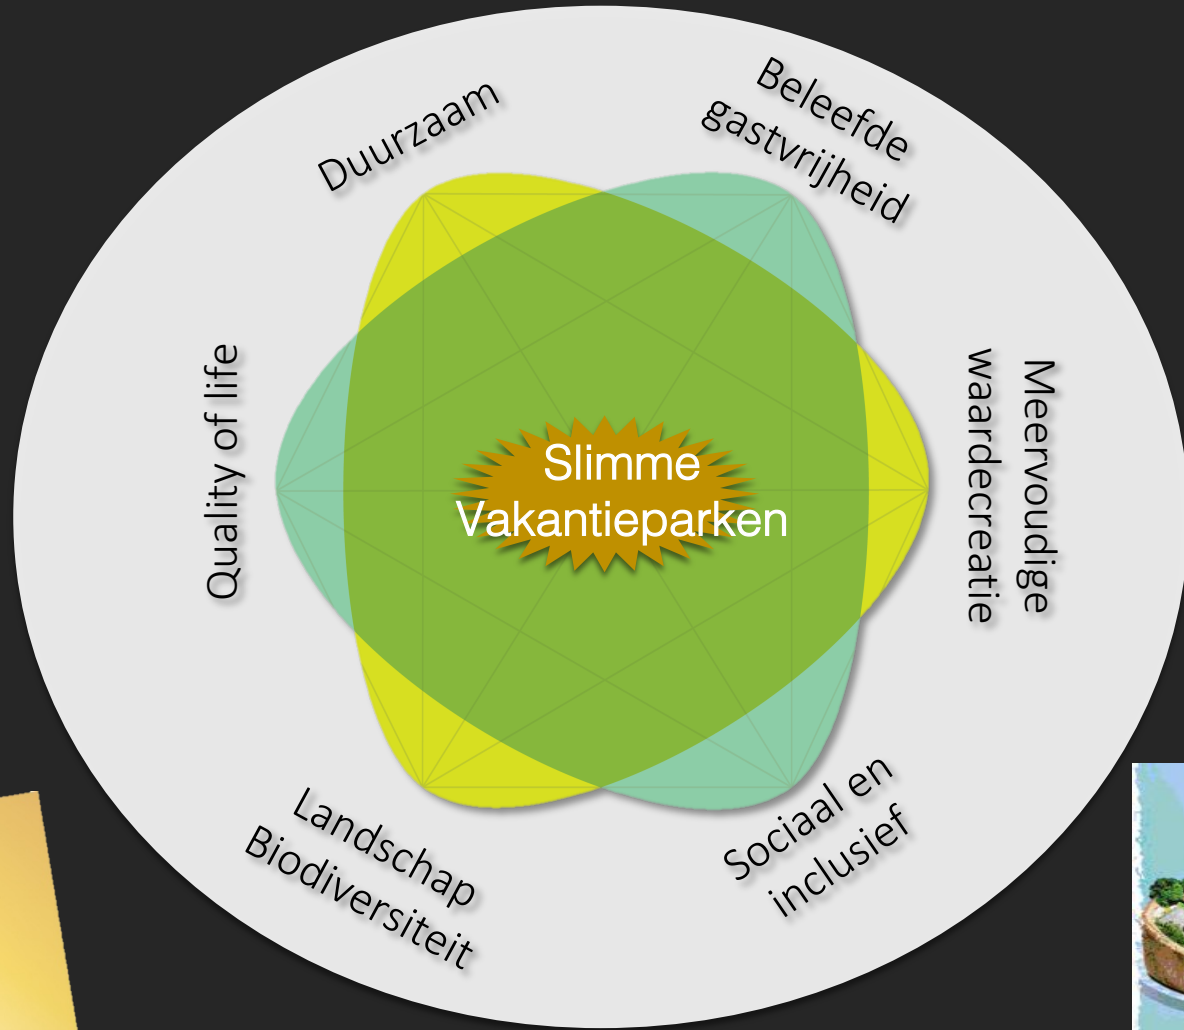 Duurzaam
Beleefde
gastvrijheid
Quality of life
Slimme
Vakantieparken
Meervoudige
waardecreatie
Landschap
Biodiversiteit
Sociaal en
inclusief